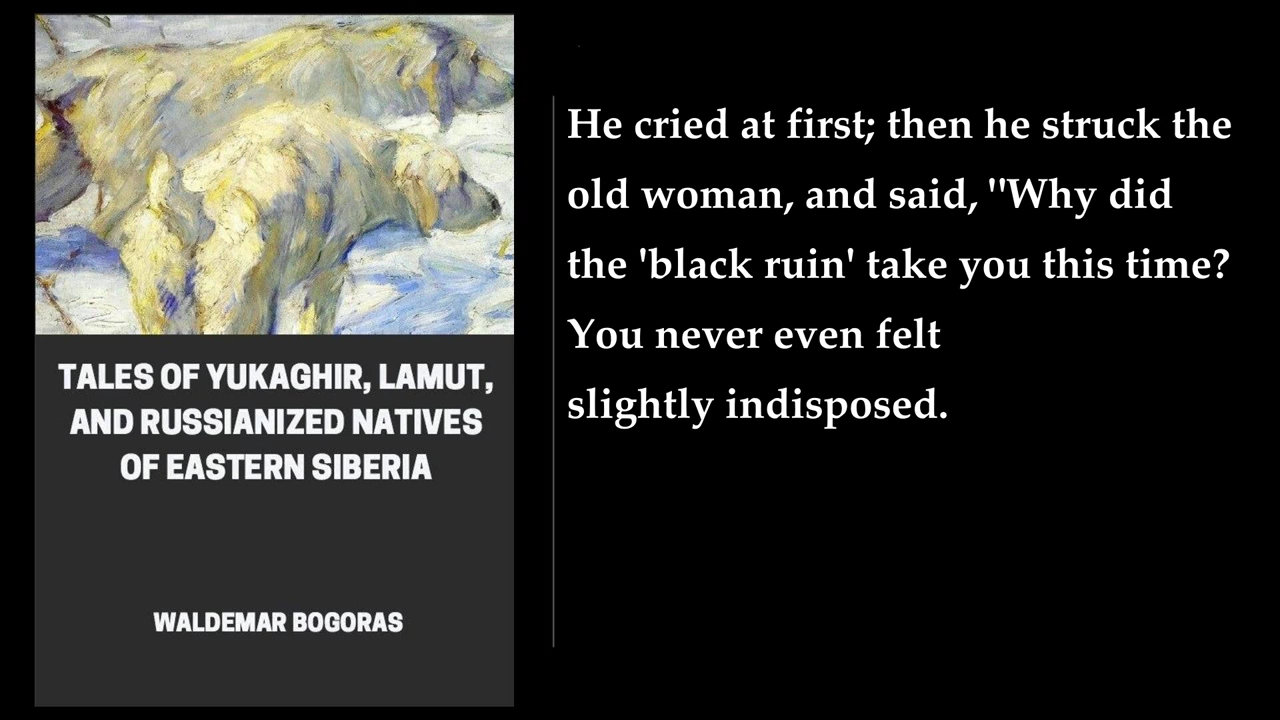 TALES OF YUKAGHIR, LAMUT,
AND RUSSIANIZED NATIVES
OF EASTERN SIBERIA
WALDEMAR BOGORAS
He cried at first; then he struck the
old woman, and said, "Why did
the 'black ruin' take you this time?
You never even felt
slightly indisposed.